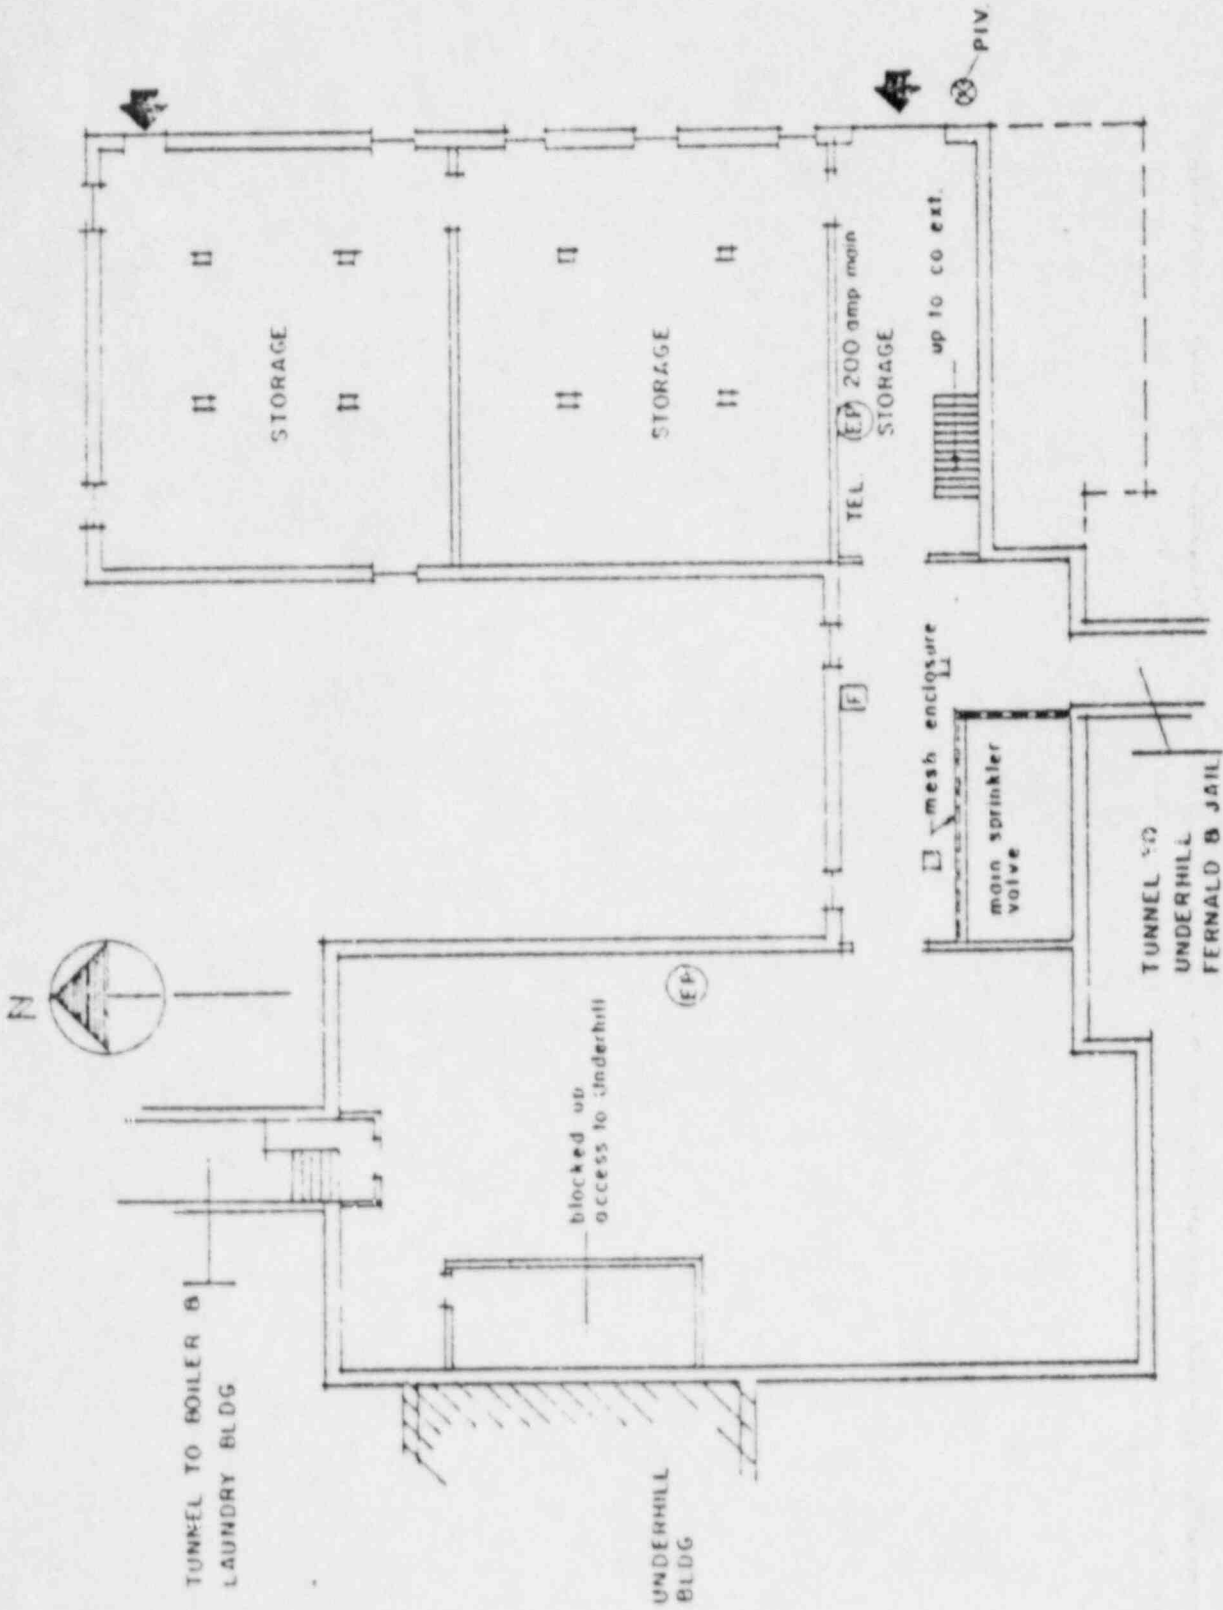 N
TUNNEL TO BOILER &
LAUNDRY BLDG
UNDERHILL
BLDG
blocked up
access to Underhill
EP
STORAGE
STORAGE
TEL.
EP
200 amp main
STORAGE
up to co ext.
PIV.
F
mesh enclosure
main sprinkler
valve
TUNNEL TO
UNDERHILL
FERNALD & JAIL